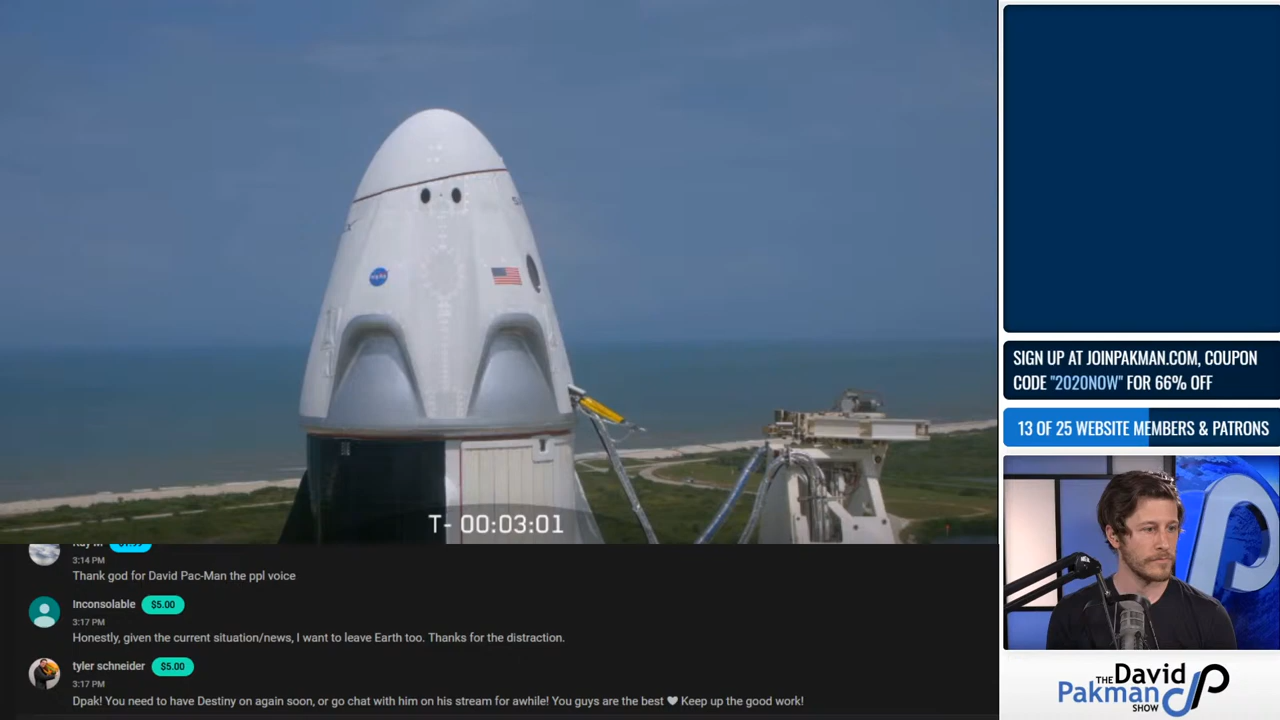 NASA
T- 00:03:01
3:14 PM
Thank god for David Pac-Man the ppl voice
Inconsolable $5.00
3:17 PM
Honestly, given the current situation/news, I want to leave Earth too. Thanks for the distraction.
tyler schneider $5.00
3:17 PM
Dpak! You need to have Destiny on again soon, or go chat with him on his stream for awhile! You guys are the best ♥ Keep up the good work!
SIGN UP AT JOINPAKMAN.COM, COUPON
CODE "2020NOW" FOR 66% OFF
13 OF 25 WEBSITE MEMBERS & PATRONS
THE David
Pakman
SHOW